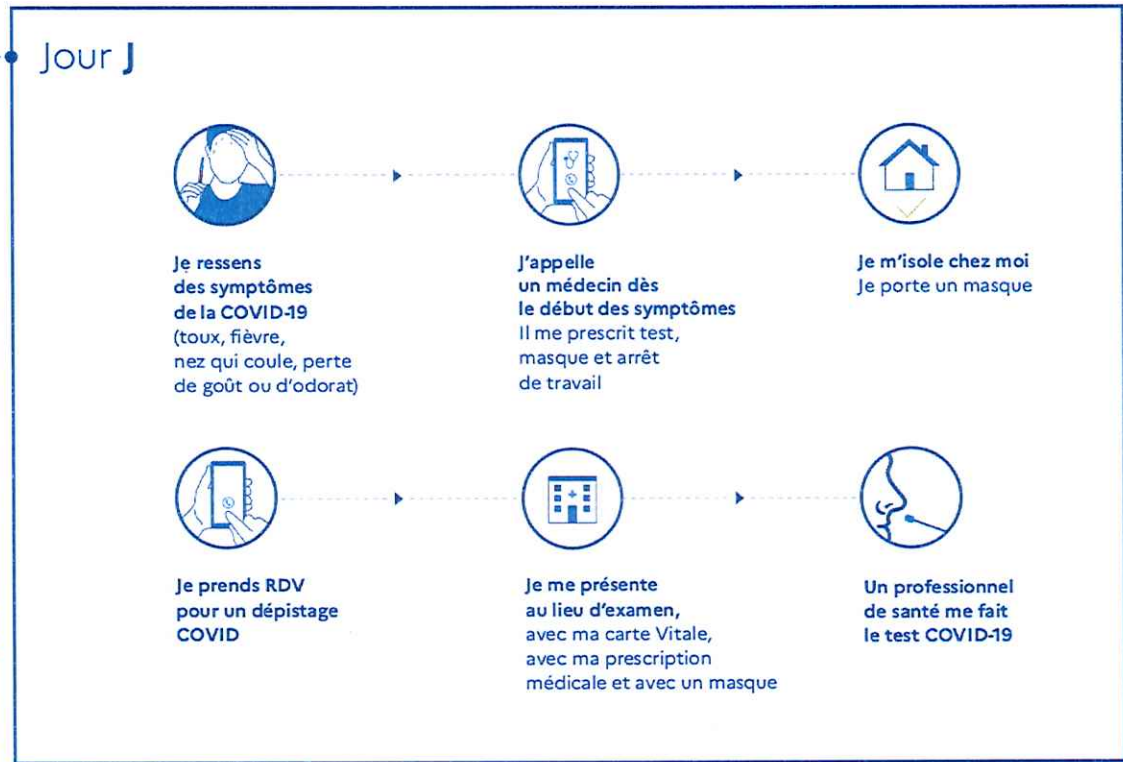 Jour J
Je ressens
des symptômes
de la COVID-19
(toux, fièvre,
nez qui coule, perte
de goût ou d'odorat)
J'appelle
un médecin dès
le début des symptômes
Il me prescrit test,
masque et arrêt
de travail
Je m'isole chez moi
Je porte un masque
Je prends RDV
pour un dépistage
COVID
Je me présente
au lieu d'examen,
avec ma carte Vitale,
avec ma prescription
médicale et avec un masque
Un professionnel
de santé me fait
le test COVID-19